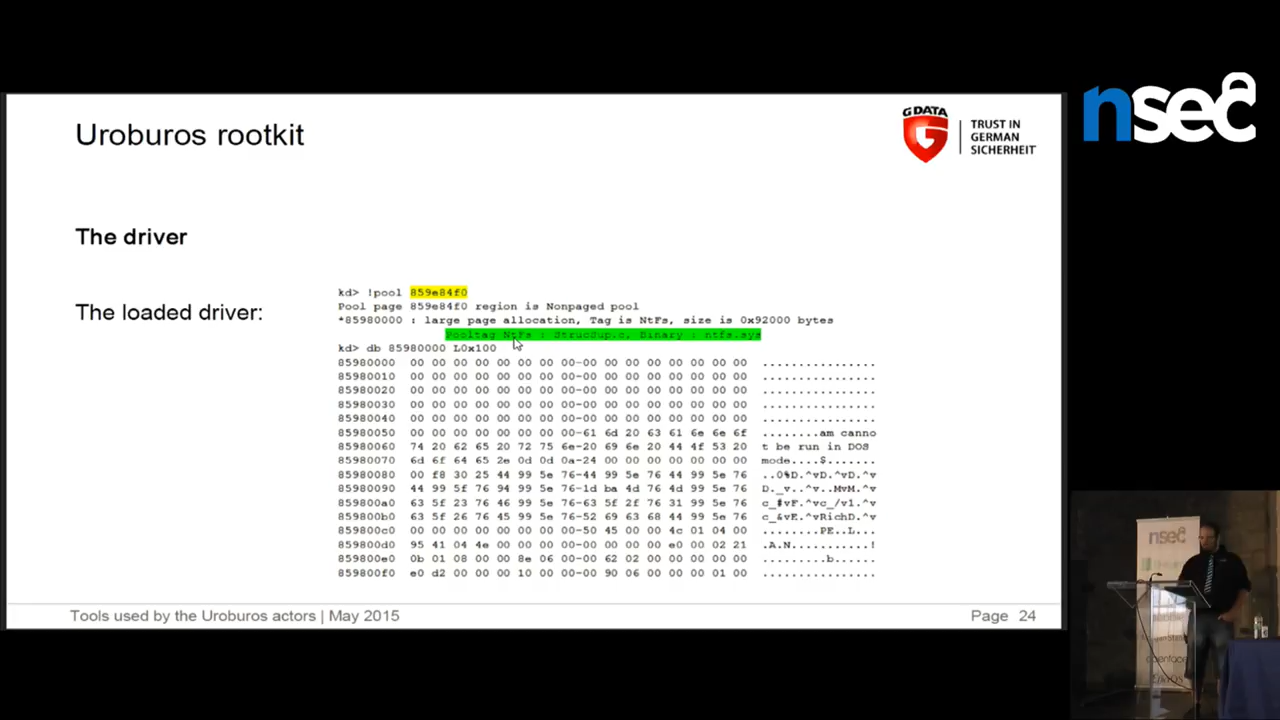 Uroburos rootkit
G DATA
TRUST IN
GERMAN
SICHERHEIT
nsec
The driver
The loaded driver:
kd> !pool 859e84f0
Pool page 859e84f0 region is Nonpaged pool
*85980000 : large page allocation, Tag is NtFs, size is 0x92000 bytes
Pooltag NtFs : StrucSup.c, Binary : ntfs.sys
kd> db 85980000 L0x100
85980000 00 00 00 00 00 00 00 00-00 00 00 00 00 00 00 00 ................
85980010 00 00 00 00 00 00 00 00-00 00 00 00 00 00 00 00 ................
85980020 00 00 00 00 00 00 00 00-00 00 00 00 00 00 00 00 ................
85980030 00 00 00 00 00 00 00 00-00 00 00 00 00 00 00 00 ................
85980040 00 00 00 00 00 00 00 00-00 00 00 00 00 00 00 00 ................
85980050 00 00 00 00 00 00 00 00-61 6d 20 63 61 6e 6e 6f ........am canno
85980060 74 20 62 65 20 72 75 6e-20 69 6e 20 44 4f 53 20 t be run in DOS
85980070 6d 6f 64 65 2e 0d 0d 0a-24 00 00 00 00 00 00 00 mode....$.......
85980080 00 f8 30 25 44 99 5e 76-44 99 5e 76 44 99 5e 76 ..0%D.^vD.^vD.^v
85980090 44 99 5f 76 94 99 5e 76-1d ba 4d 76 4d 99 5e 76 D._v..^v..MvM.^v
859800a0 63 5f 23 76 46 99 5e 76-63 5f 2f 76 31 99 5e 76 c_#vF.^vc_/v1.^v
859800b0 63 5f 26 76 45 99 5e 76-52 69 63 68 44 99 5e 76 c_&vE.^vRichD.^v
859800c0 00 00 00 00 00 00 00 00-50 45 00 00 4c 01 04 00 ........PE..L...
859800d0 95 41 04 4e 00 00 00 00-00 00 00 00 e0 00 02 21 .A.N...........!
859800e0 0b 01 08 00 00 8e 06 00-00 62 02 00 00 00 00 00 .........b......
859800f0 e0 d2 00 00 00 10 00 00-00 90 06 00 00 00 01 00 ................
Tools used by the Uroburos actors | May 2015
Page 24
nsec